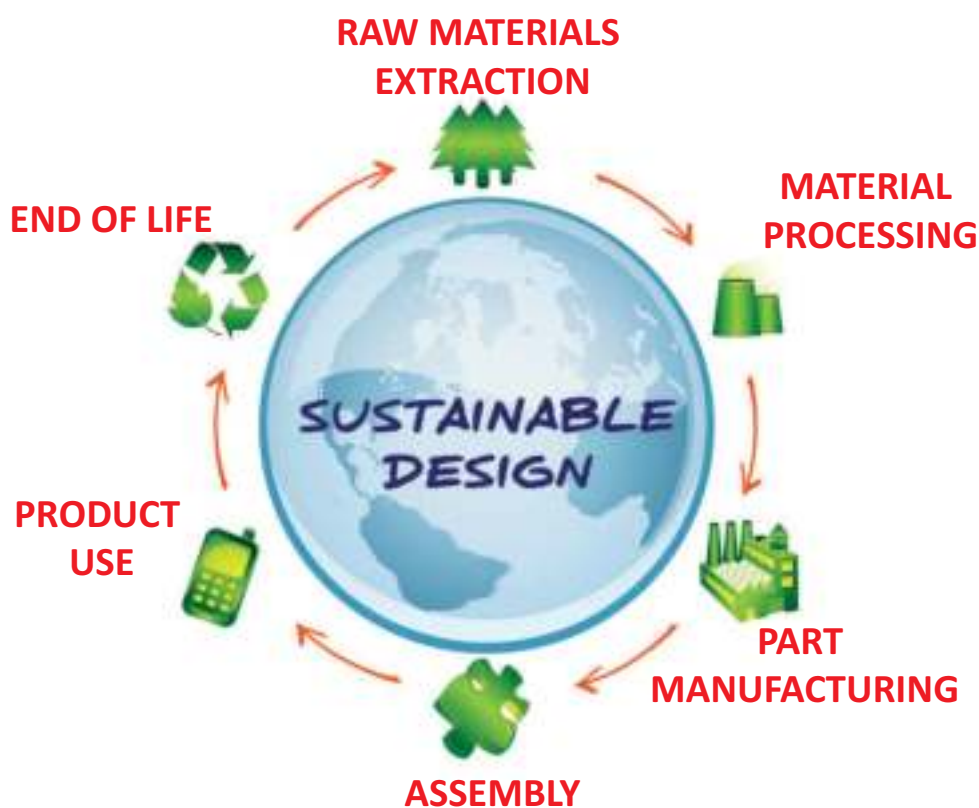 RAW MATERIALS
EXTRACTION
MATERIAL
PROCESSING
END OF LIFE
SUSTAINABLE
DESIGN
PRODUCT
USE
PART
MANUFACTURING
ASSEMBLY